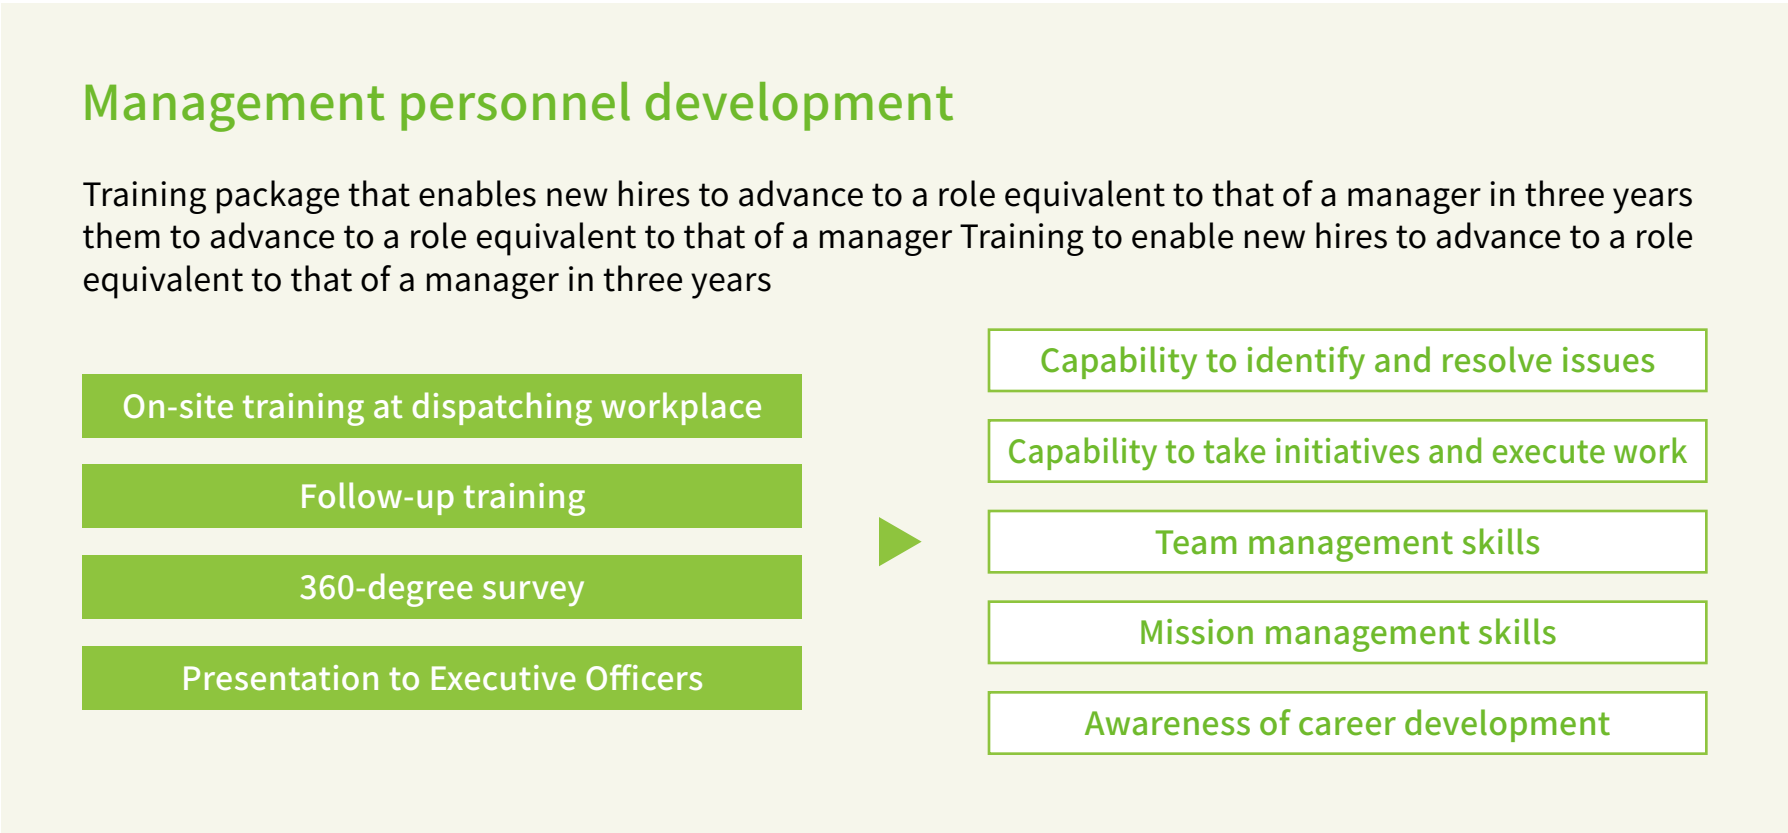 Management personnel development
Training package that enables new hires to advance to a role equivalent to that of a manager in three years
them to advance to a role equivalent to that of a manager Training to enable new hires to advance to a role
equivalent to that of a manager in three years
On-site training at dispatching workplace
Follow-up training
360-degree survey
Presentation to Executive Officers
Capability to identify and resolve issues
Capability to take initiatives and execute work
Team management skills
Mission management skills
Awareness of career development